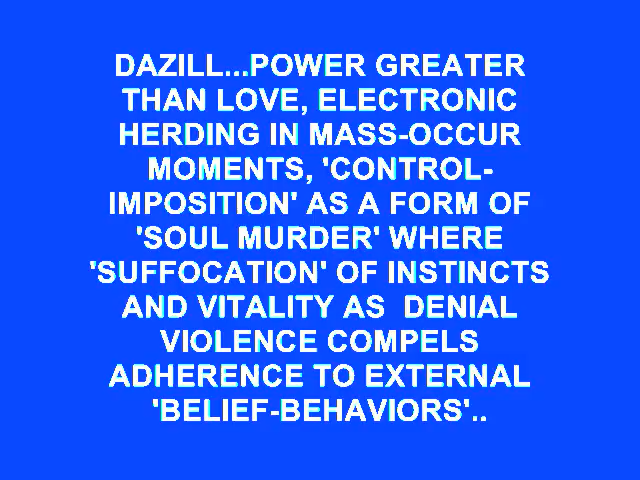 DAZILL...POWER GREATER
THAN LOVE, ELECTRONIC
HERDING IN MASS-OCCUR
MOMENTS, 'CONTROL-
IMPOSITION' AS A FORM OF
'SOUL MURDER' WHERE
'SUFFOCATION' OF INSTINCTS
AND VITALITY AS  DENIAL
VIOLENCE COMPELS
ADHERENCE TO EXTERNAL
'BELIEF-BEHAVIORS'..